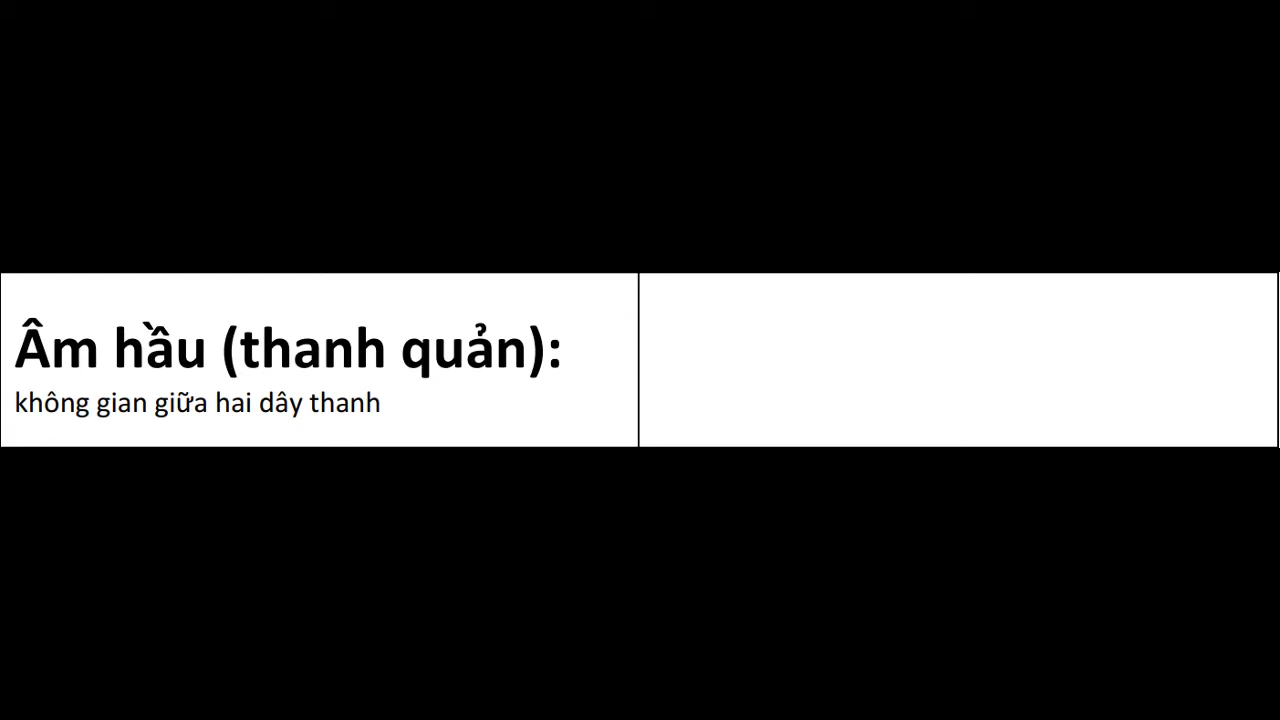 Âm hầu (thanh quản):
không gian giữa hai dây thanh